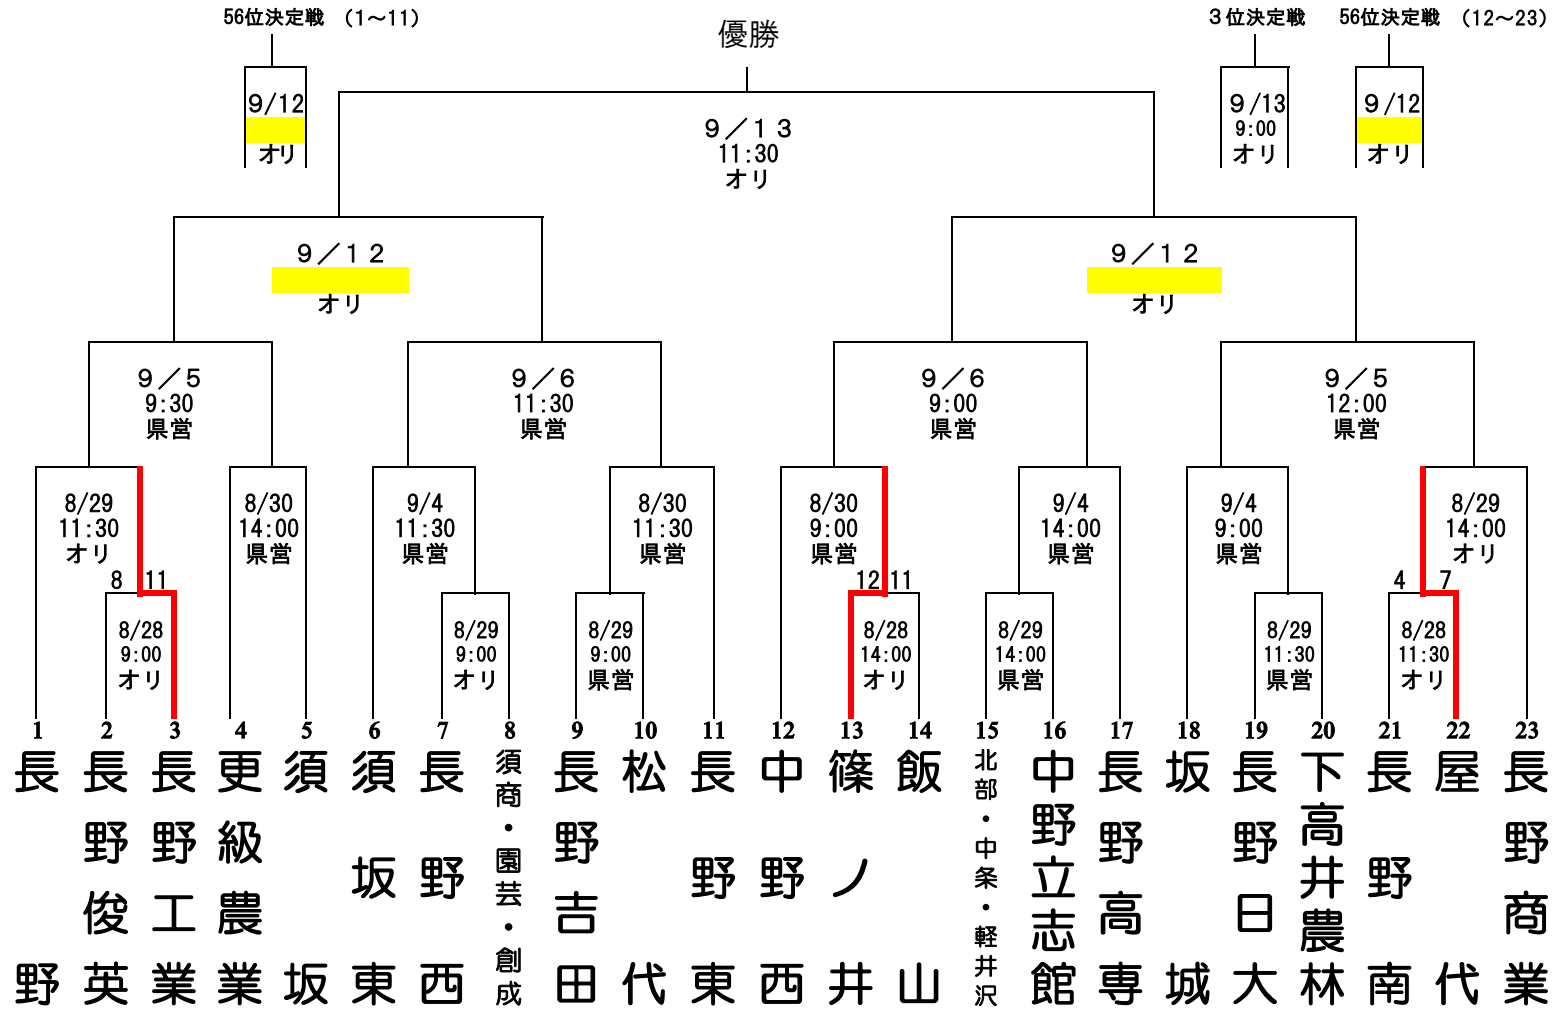 56位決定戦 （1～11）
優勝
３位決定戦
56位決定戦 （12～23）
9/12
オリ
９／１３
11:30
オリ
９/13
9:00
オリ
９/12
オリ
９／１２
オリ
９／１２
オリ
９／５
9:30
県営
９／６
11:30
県営
９／６
9:00
県営
９／５
12:00
県営
8/29
11:30
オリ
8/30
14:00
県営
9/4
11:30
県営
8/30
11:30
県営
8/30
9:00
県営
9/4
14:00
県営
9/4
9:00
県営
8/29
14:00
オリ
8 11
12 11
4 7
8/28
9:00
オリ
8/29
9:00
オリ
8/29
9:00
県営
8/28
14:00
オリ
8/29
14:00
県営
8/29
11:30
県営
8/28
11:30
オリ
1
長野
2
長野俊英
3
長野工業
4
更級農業
5
須坂
6
須坂東
7
長野西
8
須商・園芸・創成
9
長野吉田
10
松代
11
長野東
12
中野西
13
篠ノ井
14
飯山
15
北部・中条・軽井沢
16
中野立志館
17
長野高専
18
坂城
19
長野日大
20
下高井農林
21
長野南
22
屋代
23
長野商業